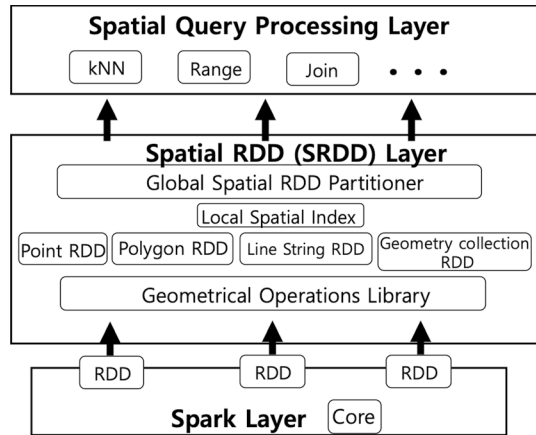 Spatial Query Processing Layer
kNN
Range
Join
• • •
Spatial RDD (SRDD) Layer
Global Spatial RDD Partitioner
Local Spatial Index
Point RDD
Polygon RDD
Line String RDD
Geometry collection
RDD
Geometrical Operations Library
RDD
RDD
RDD
Spark Layer
Core